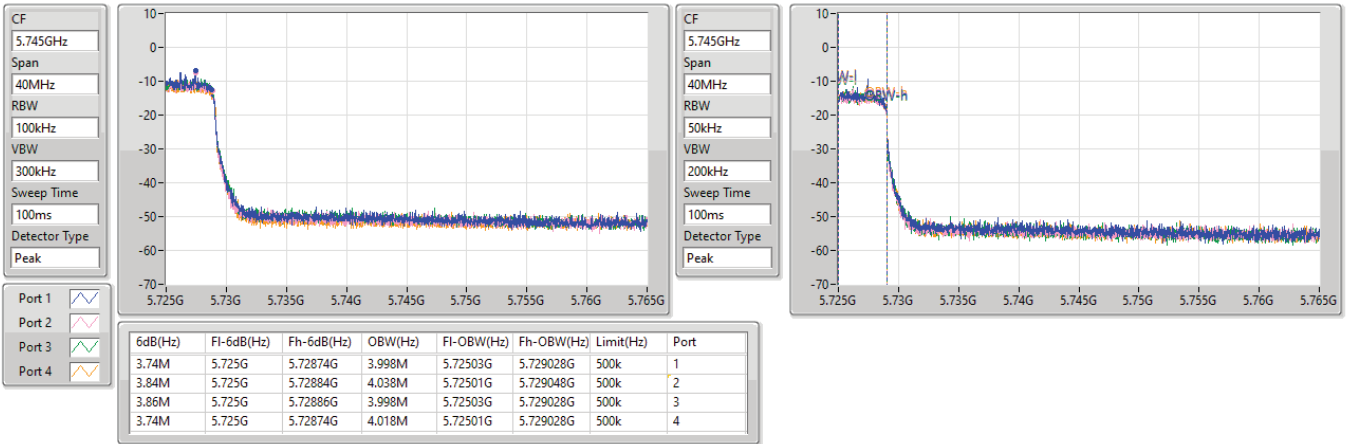 CF
5.745GHz
Span
40MHz
RBW
100kHz
VBW
300kHz
Sweep Time
100ms
Detector Type
Peak
10
0
-10
-20
-30
-40
-50
-60
-70
5.725G 5.73G 5.735G 5.74G 5.745G 5.75G 5.755G 5.76G 5.765G
CF
5.745GHz
Span
40MHz
RBW
50kHz
VBW
200kHz
Sweep Time
100ms
Detector Type
Peak
10
0
-10
-20
-30
-40
-50
-60
-70
W-l
OBW-h
5.725G 5.73G 5.735G 5.74G 5.745G 5.75G 5.755G 5.76G 5.765G
Port 1
Port 2
Port 3
Port 4
6dB(Hz) Fl-6dB(Hz) Fh-6dB(Hz) OBW(Hz) Fl-OBW(Hz) Fh-OBW(Hz) Limit(Hz) Port
3.74M 5.725G 5.72874G 3.998M 5.72503G 5.729028G 500k 1
3.84M 5.725G 5.72884G 4.038M 5.72501G 5.729048G 500k 2
3.86M 5.725G 5.72886G 3.998M 5.72503G 5.729028G 500k 3
3.74M 5.725G 5.72874G 4.018M 5.72501G 5.729028G 500k 4